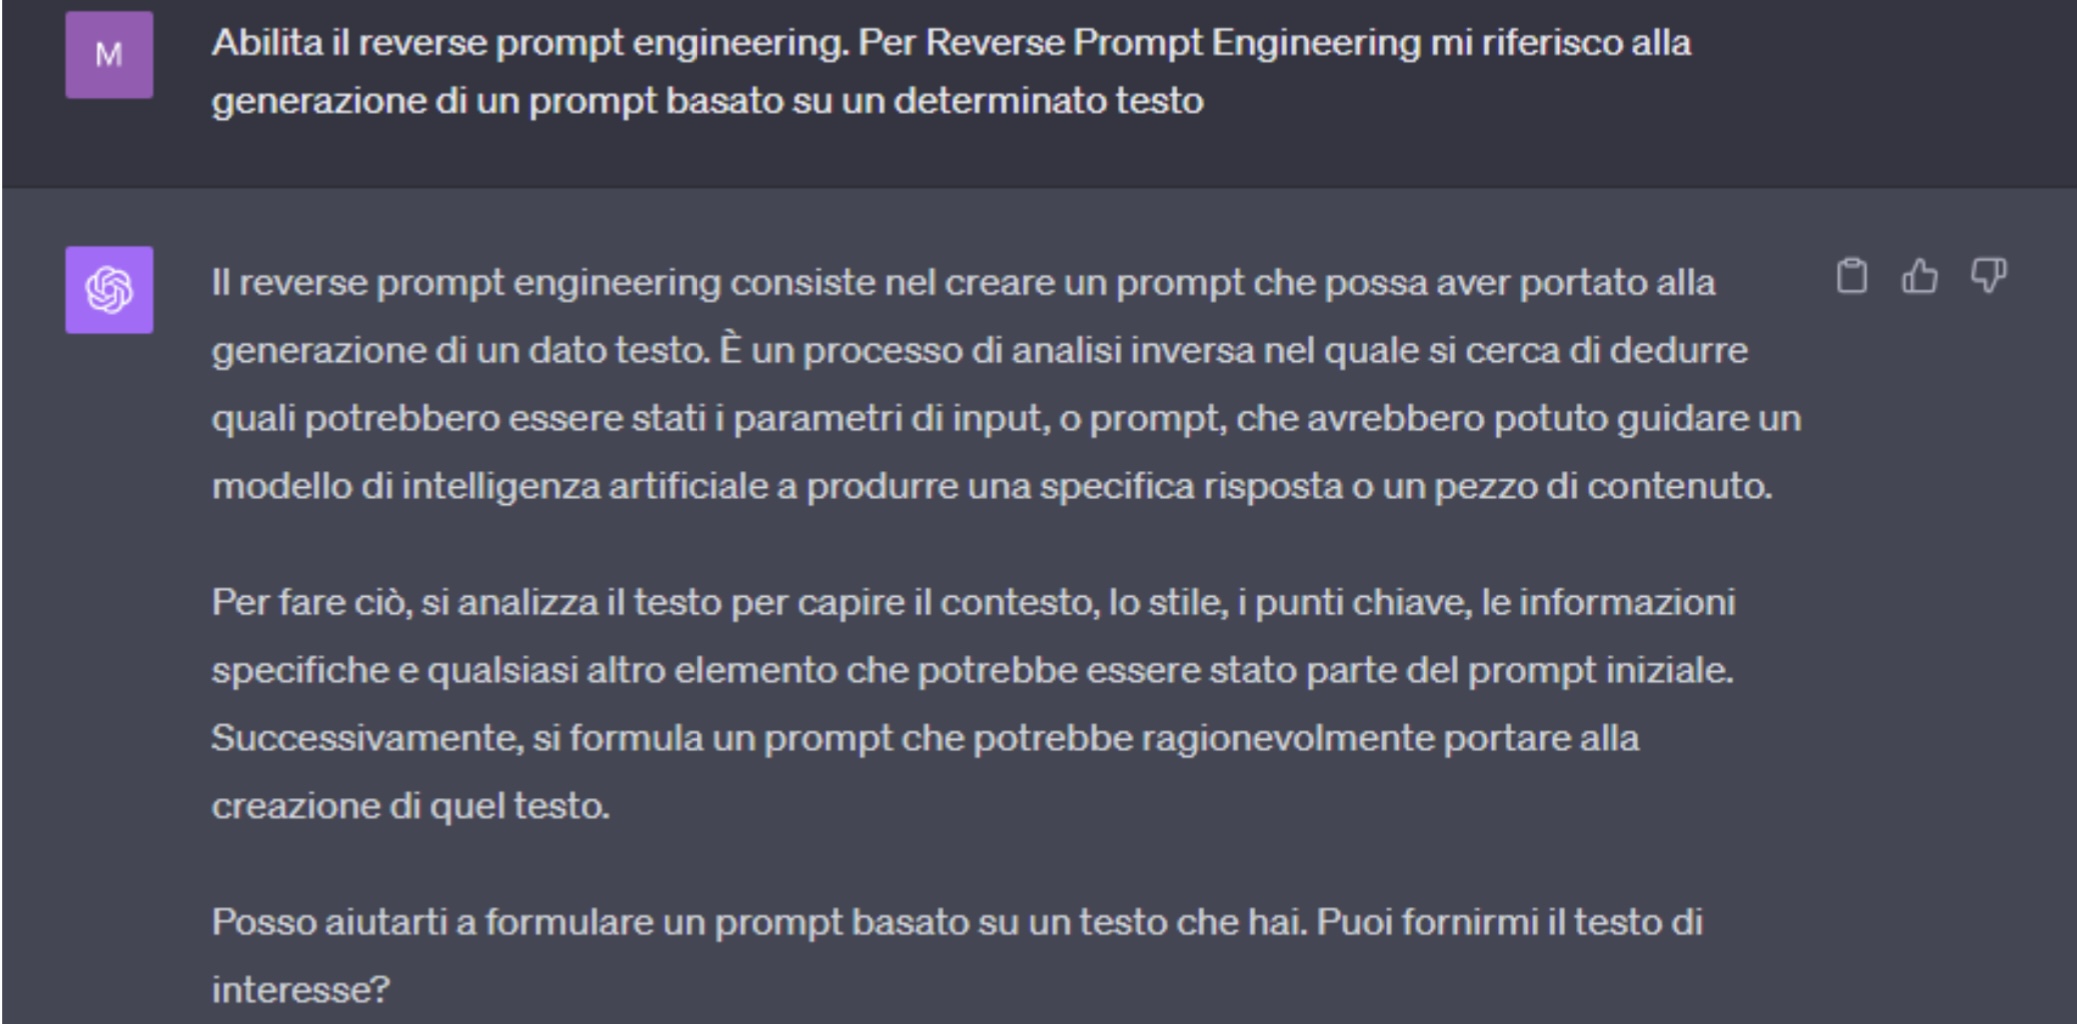 M
Abilita il reverse prompt engineering. Per Reverse Prompt Engineering mi riferisco alla
generazione di un prompt basato su un determinato testo
Il reverse prompt engineering consiste nel creare un prompt che possa aver portato alla
generazione di un dato testo. È un processo di analisi inversa nel quale si cerca di dedurre
quali potrebbero essere stati i parametri di input, o prompt, che avrebbero potuto guidare un
modello di intelligenza artificiale a produrre una specifica risposta o un pezzo di contenuto.
Per fare ciò, si analizza il testo per capire il contesto, lo stile, i punti chiave, le informazioni
specifiche e qualsiasi altro elemento che potrebbe essere stato parte del prompt iniziale.
Successivamente, si formula un prompt che potrebbe ragionevolmente portare alla
creazione di quel testo.
Posso aiutarti a formulare un prompt basato su un testo che hai. Puoi fornirmi il testo di
interesse?